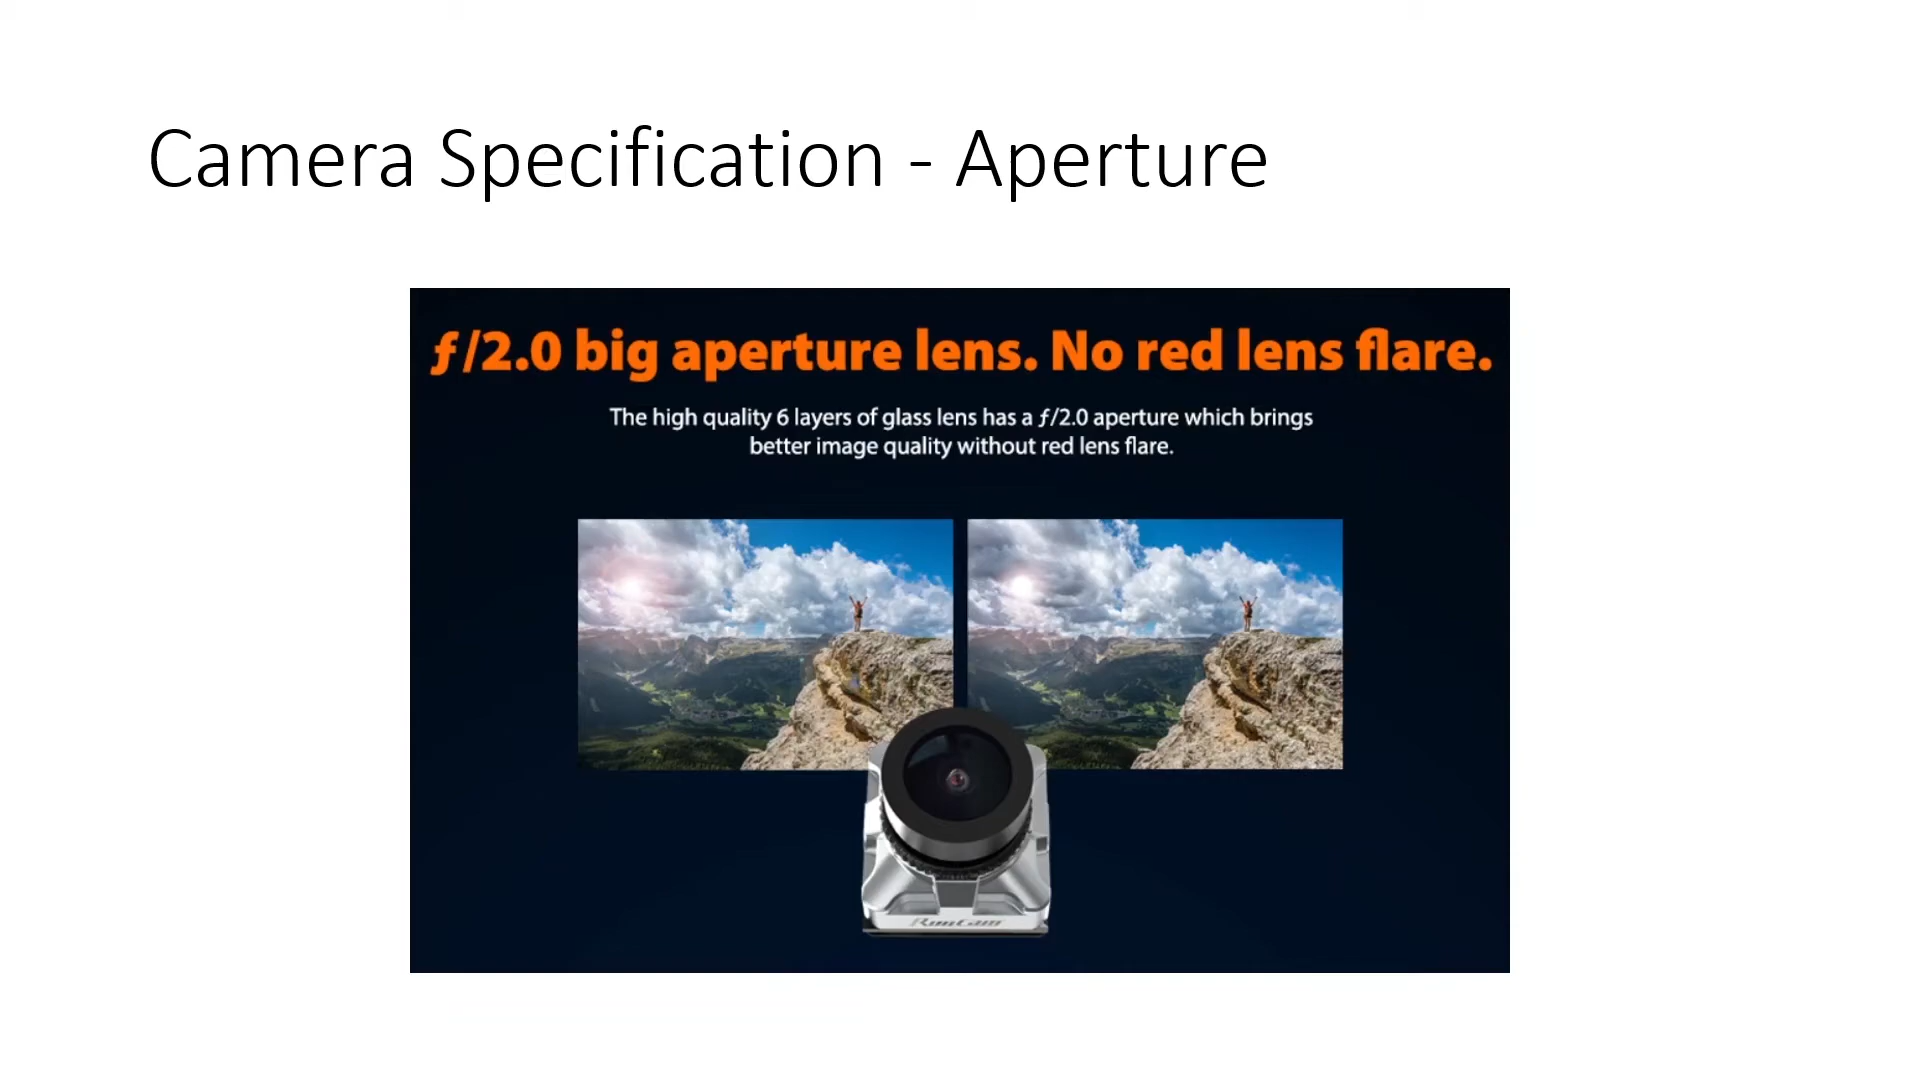 Camera Specification - Aperture
ƒ/2.0 big aperture lens. No red lens flare.
The high quality 6 layers of glass lens has a ƒ/2.0 aperture which brings
better image quality without red lens flare.
RunCam